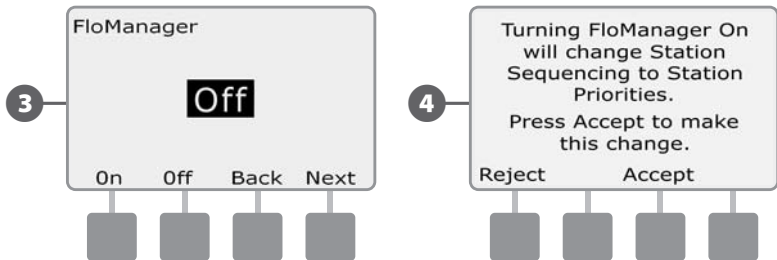 FloManager
3
Off
On Off Back Next
4
Turning FloManager On
will change Station
Sequencing to Station
Priorities.
Press Accept to make
this change.
Reject Accept